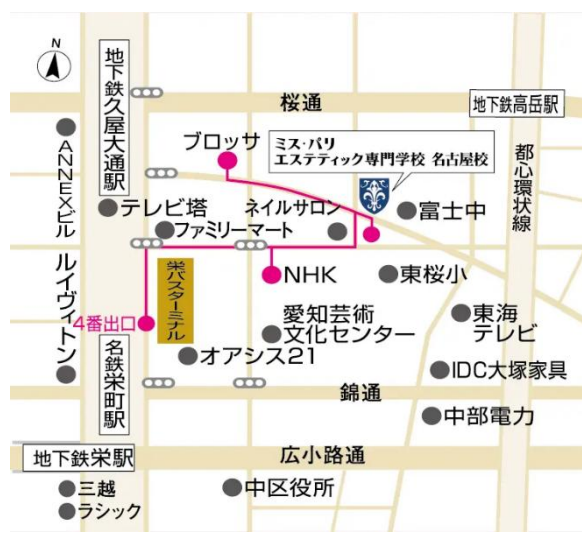 N
地下鉄久屋大通駅
桜通
地下鉄高岳駅
ブロッサ
ミス・パリ
エステティック専門学校 名古屋校
都心環状線
ANNEXビル
テレビ塔
ネイルサロン
富士中
ファミリーマート
ルイヴィトン
栄バスターミナル
NHK
東桜小
4番出口
愛知芸術
文化センター
東海
テレビ
名鉄栄町駅
オアシス21
IDC大塚家具
錦通
中部電力
地下鉄栄駅
広小路通
三越
ラシック
中区役所